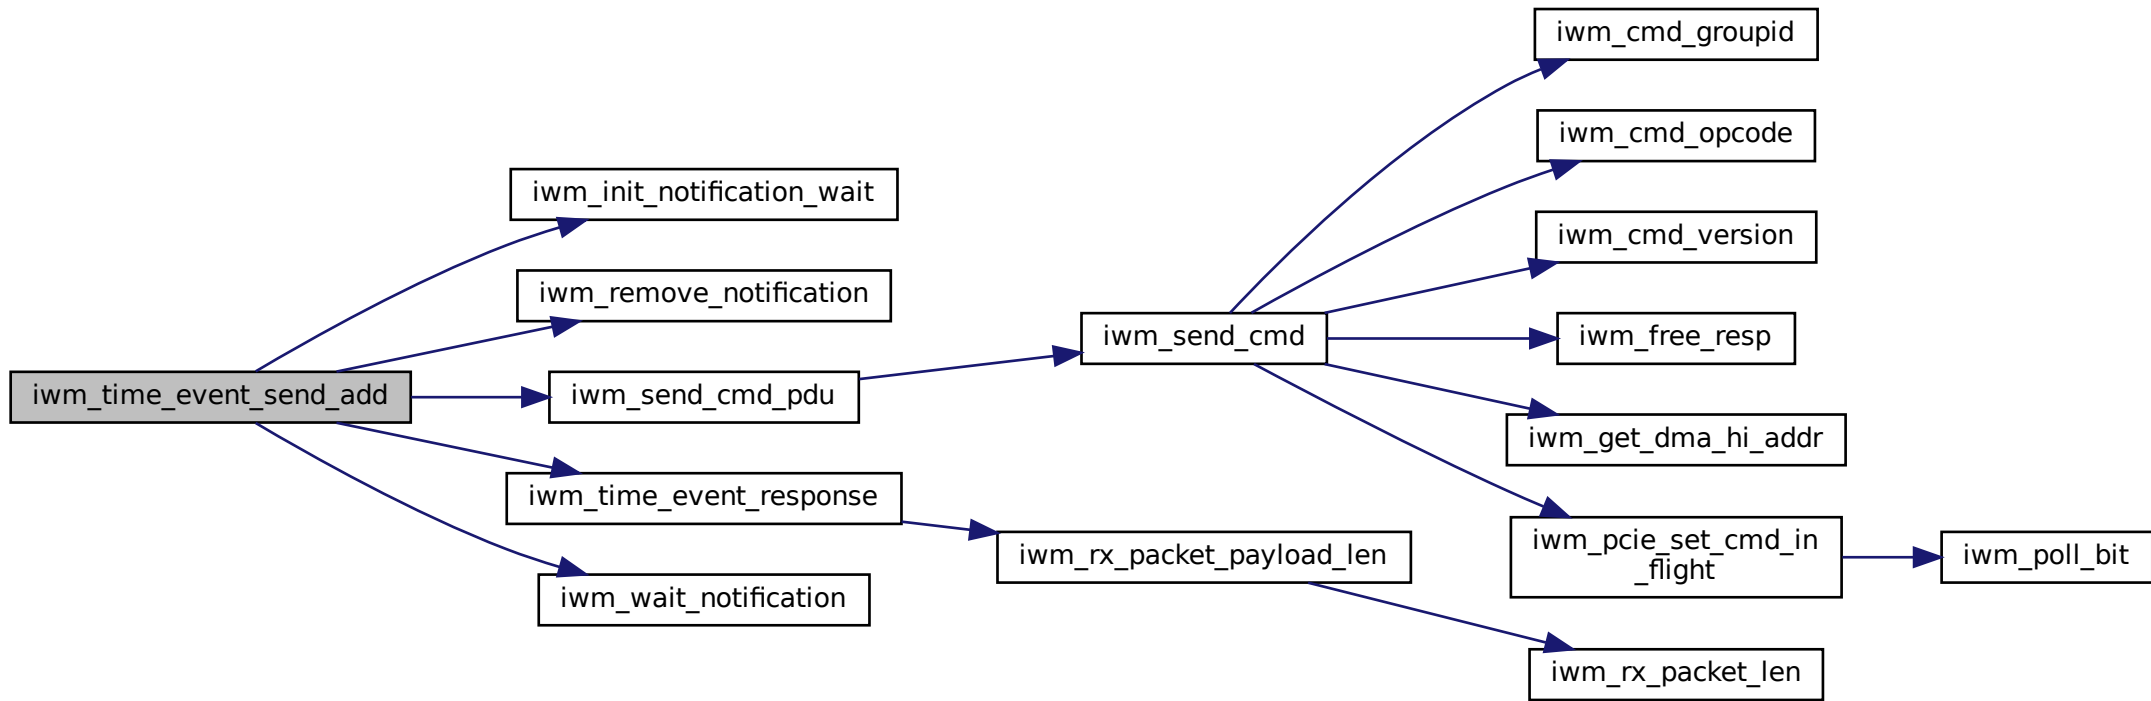 iwm_time_event_send_add
iwm_init_notification_wait
iwm_remove_notification
iwm_send_cmd_pdu
iwm_time_event_response
iwm_wait_notification
iwm_send_cmd
iwm_rx_packet_payload_len
iwm_cmd_groupid
iwm_cmd_opcode
iwm_cmd_version
iwm_free_resp
iwm_get_dma_hi_addr
iwm_pcie_set_cmd_in
_flight
iwm_rx_packet_len
iwm_poll_bit